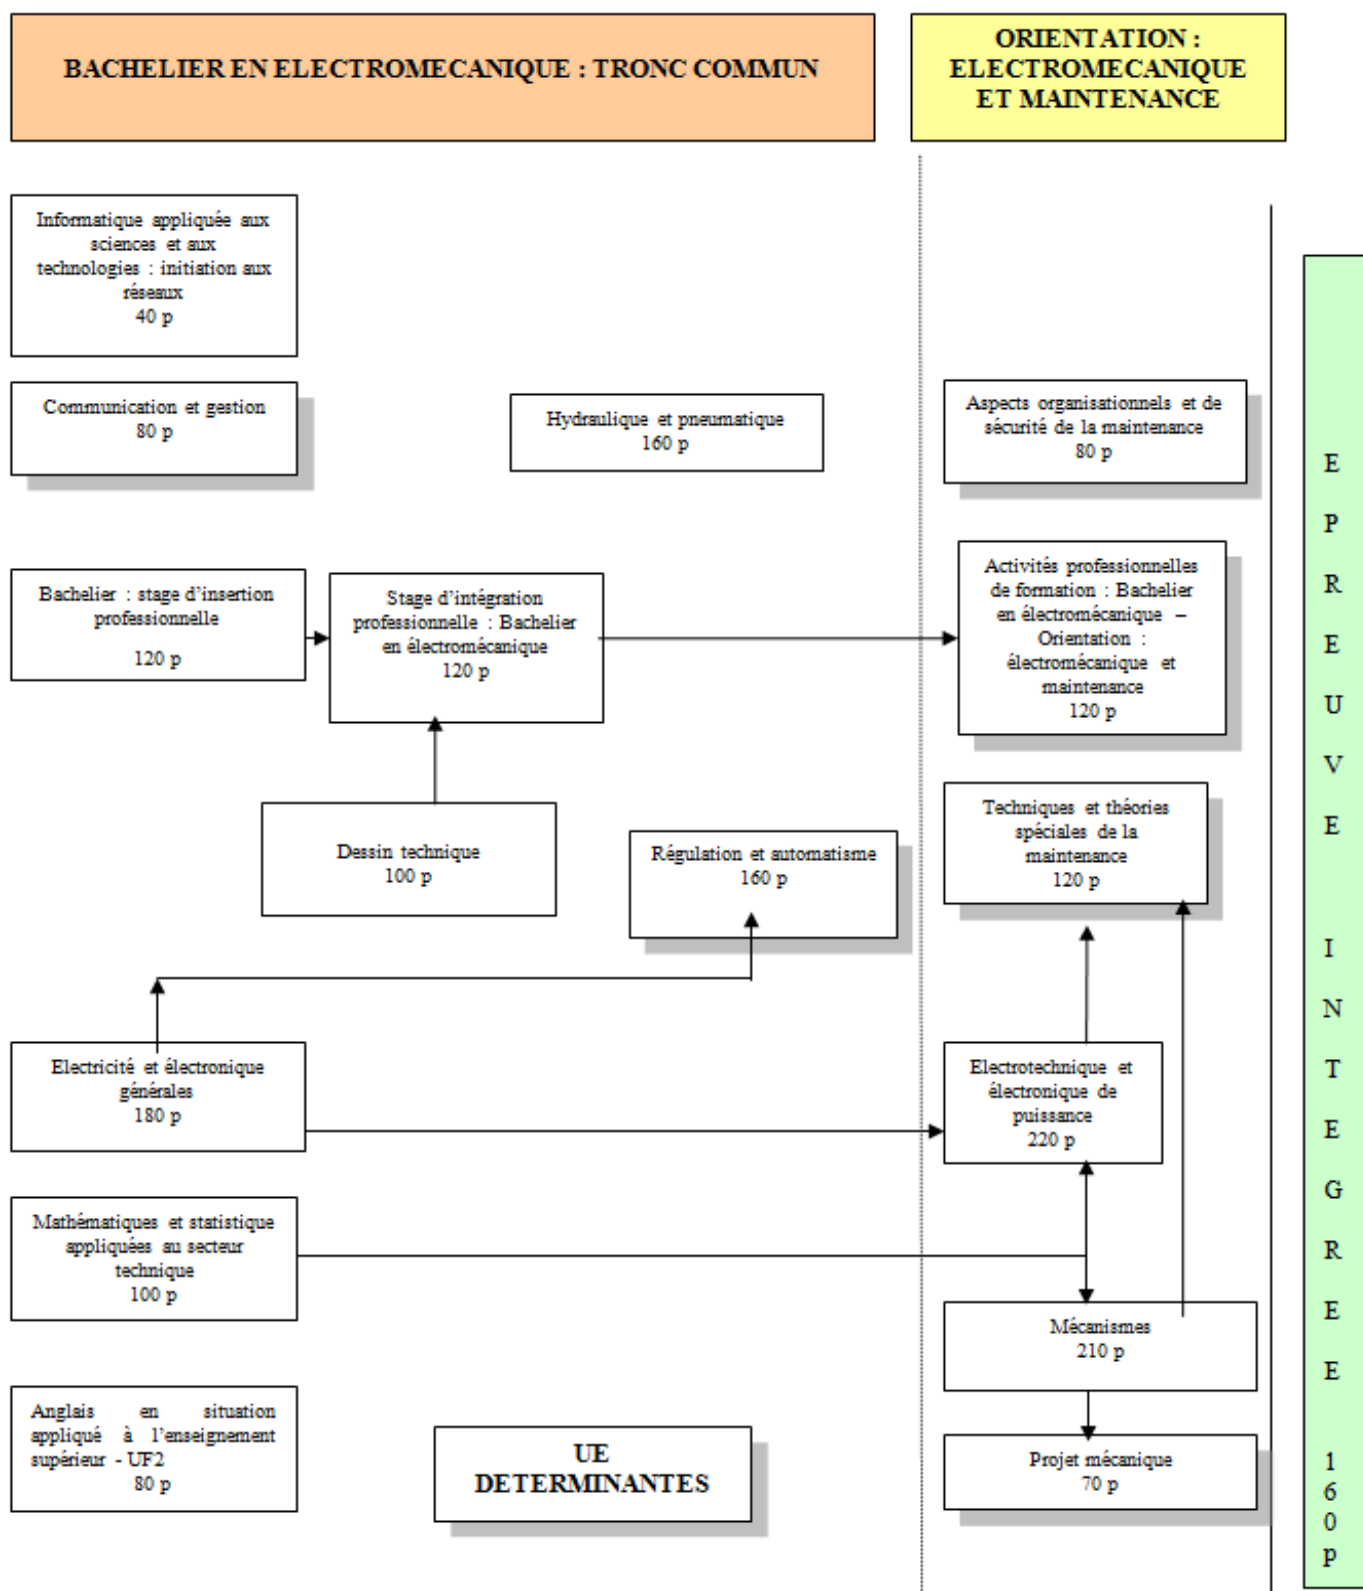 BACHELIER EN ELECTROMECANIQUE : TRONC COMMUN
ORIENTATION :
ELECTROMECANIQUE
ET MAINTENANCE
Informatique appliquée aux
sciences et aux
technologies : initiation aux
réseaux
40 p
Communication et gestion
80 p
Hydraulique et pneumatique
160 p
Aspects organisationnels et de
sécurité de la maintenance
80 p
Bachelier : stage d’insertion
professionnelle
120 p
Stage d’intégration
professionnelle : Bachelier
en électromécanique
120 p
Activités professionnelles
de formation : Bachelier
en électromécanique –
Orientation :
électromécanique et
maintenance
120 p
Dessin technique
100 p
Régulation et automatisme
160 p
Techniques et théories
spéciales de la
maintenance
120 p
Electricité et électronique
générales
180 p
Electrotechnique et
électronique de
puissance
220 p
Mathématiques et statistique
appliquées au secteur
technique
100 p
Mécanismes
210 p
Anglais en situation
appliqué à l’enseignement
supérieur - UF2
80 p
UE
DETERMINANTES
Projet mécanique
70 p
E
P
R
E
U
V
E
I
N
T
E
G
R
E
E
1
6
0
p